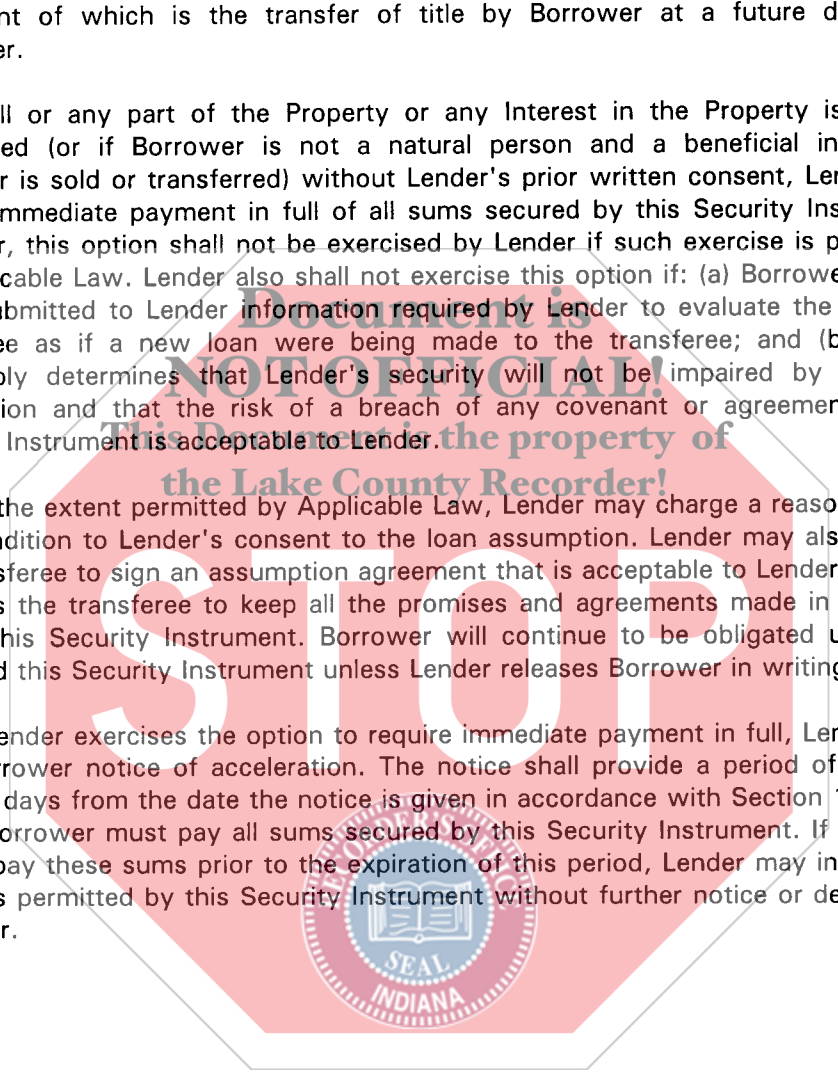 nt of which is the transfer of title by Borrower at a future d
er.
ll or any part of the Property or any Interest in the Property is
ed (or if Borrower is not a natural person and a beneficial in
r is sold or transferred) without Lender's prior written consent, Ler
mmediate payment in full of all sums secured by this Security Ins
r, this option shall not be exercised by Lender if such exercise is p
cable Law. Lender also shall not exercise this option if: (a) Borrowe
ubmitted to Lender information required by Lender to evaluate the
Document is
ee as if a new loan were being made to the transferee; and (b
NOT OFFICIAL!
bly determines that Lender's security will not be impaired by
ion and that the risk of a breach of any covenant or agreemen
This Document is the property of
Instrument is acceptable to Lender.
the Lake County Recorder!
the extent permitted by Applicable Law, Lender may charge a reaso
ndition to Lender's consent to the loan assumption. Lender may als
sferee to sign an assumption agreement that is acceptable to Lender
s the transferee to keep all the promises and agreements made in
his Security Instrument. Borrower will continue to be obligated u
d this Security Instrument unless Lender releases Borrower in writing
STOP
ender exercises the option to require immediate payment in full, Ler
rrower notice of acceleration. The notice shall provide a period of
days from the date the notice is given in accordance with Section
orrower must pay all sums secured by this Security Instrument. If
pay these sums prior to the expiration of this period, Lender may in
s permitted by this Security Instrument without further notice or de
r.
RECORDER'S OFFICE
SEAL
INDIANA